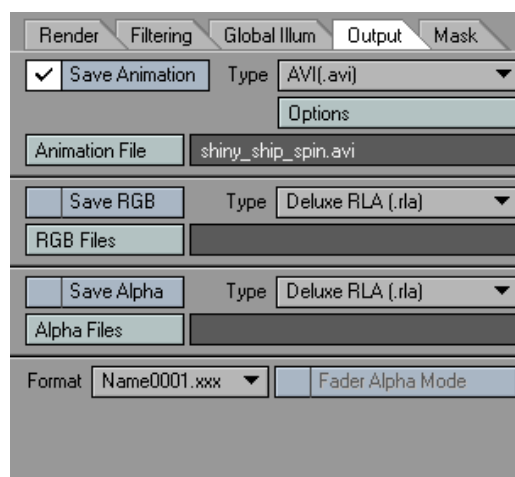 Render Filtering Global Illum Output Mask
Save Animation Type AVI(.avi)
Options
Animation File shiny_ship_spin.avi
Save RGB Type Deluxe RLA (.rla)
RGB Files
Save Alpha Type Deluxe RLA (.rla)
Alpha Files
Format Name0001.xxx Fader Alpha Mode